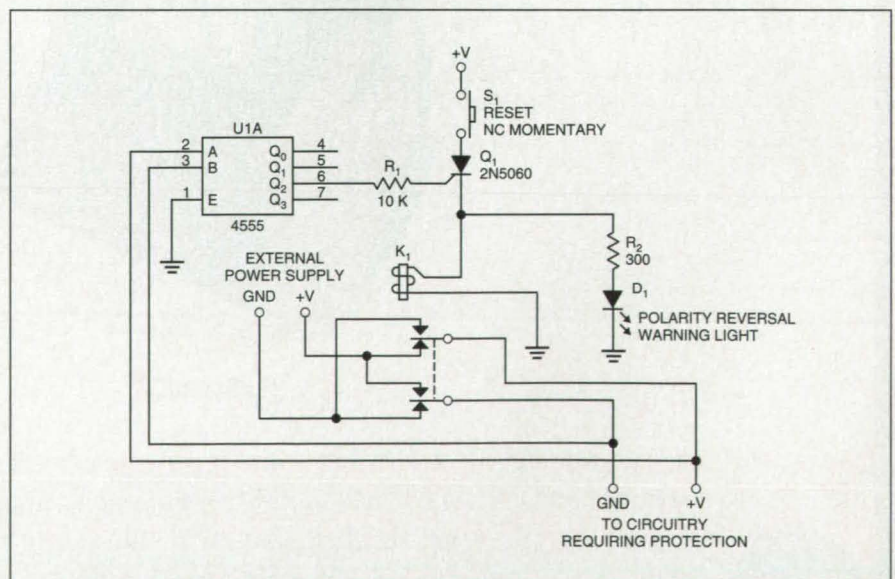 +V
S1
RESET
NC MOMENTARY
U1A
2 A Q0 4
3 B Q1 5
Q2 6
1 E Q3 7
4555
R1
10 K
Q1
2N5060
K1
R2
300
D1
POLARITY REVERSAL
WARNING LIGHT
EXTERNAL
POWER SUPPLY
GND +V
GND +V
TO CIRCUITRY
REQUIRING PROTECTION